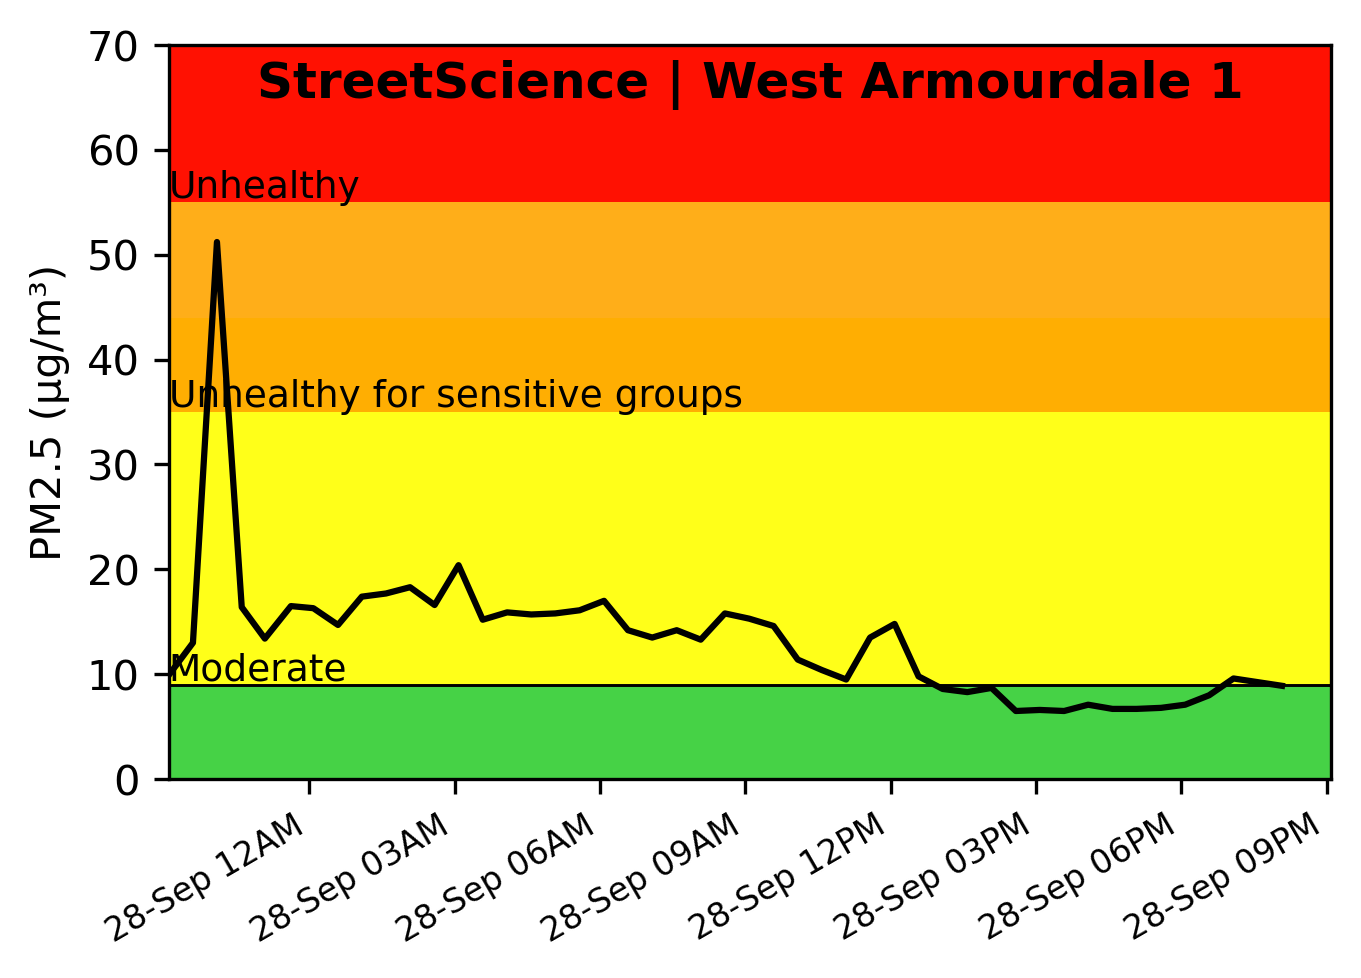 StreetScience | West Armourdale 1
70
60
50
40
30
20
10
0
PM2.5 (µg/m³)
Unhealthy
Unhealthy for sensitive groups
Moderate
28-Sep 12AM
28-Sep 03AM
28-Sep 06AM
28-Sep 09AM
28-Sep 12PM
28-Sep 03PM
28-Sep 06PM
28-Sep 09PM